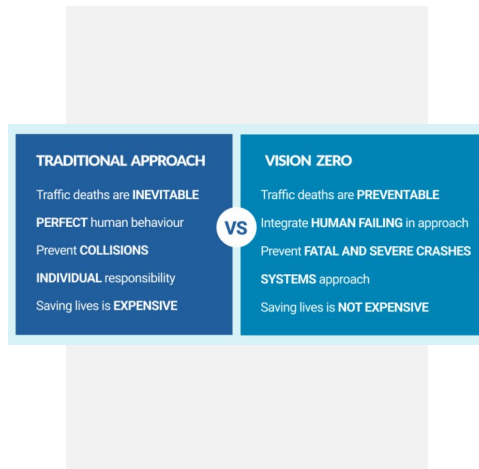 TRADITIONAL APPROACH
Traffic deaths are INEVITABLE
PERFECT human behaviour
Prevent COLLISIONS
INDIVIDUAL responsibility
Saving lives is EXPENSIVE
VS
VISION ZERO
Traffic deaths are PREVENTABLE
Integrate HUMAN FAILING in approach
Prevent FATAL AND SEVERE CRASHES
SYSTEMS approach
Saving lives is NOT EXPENSIVE